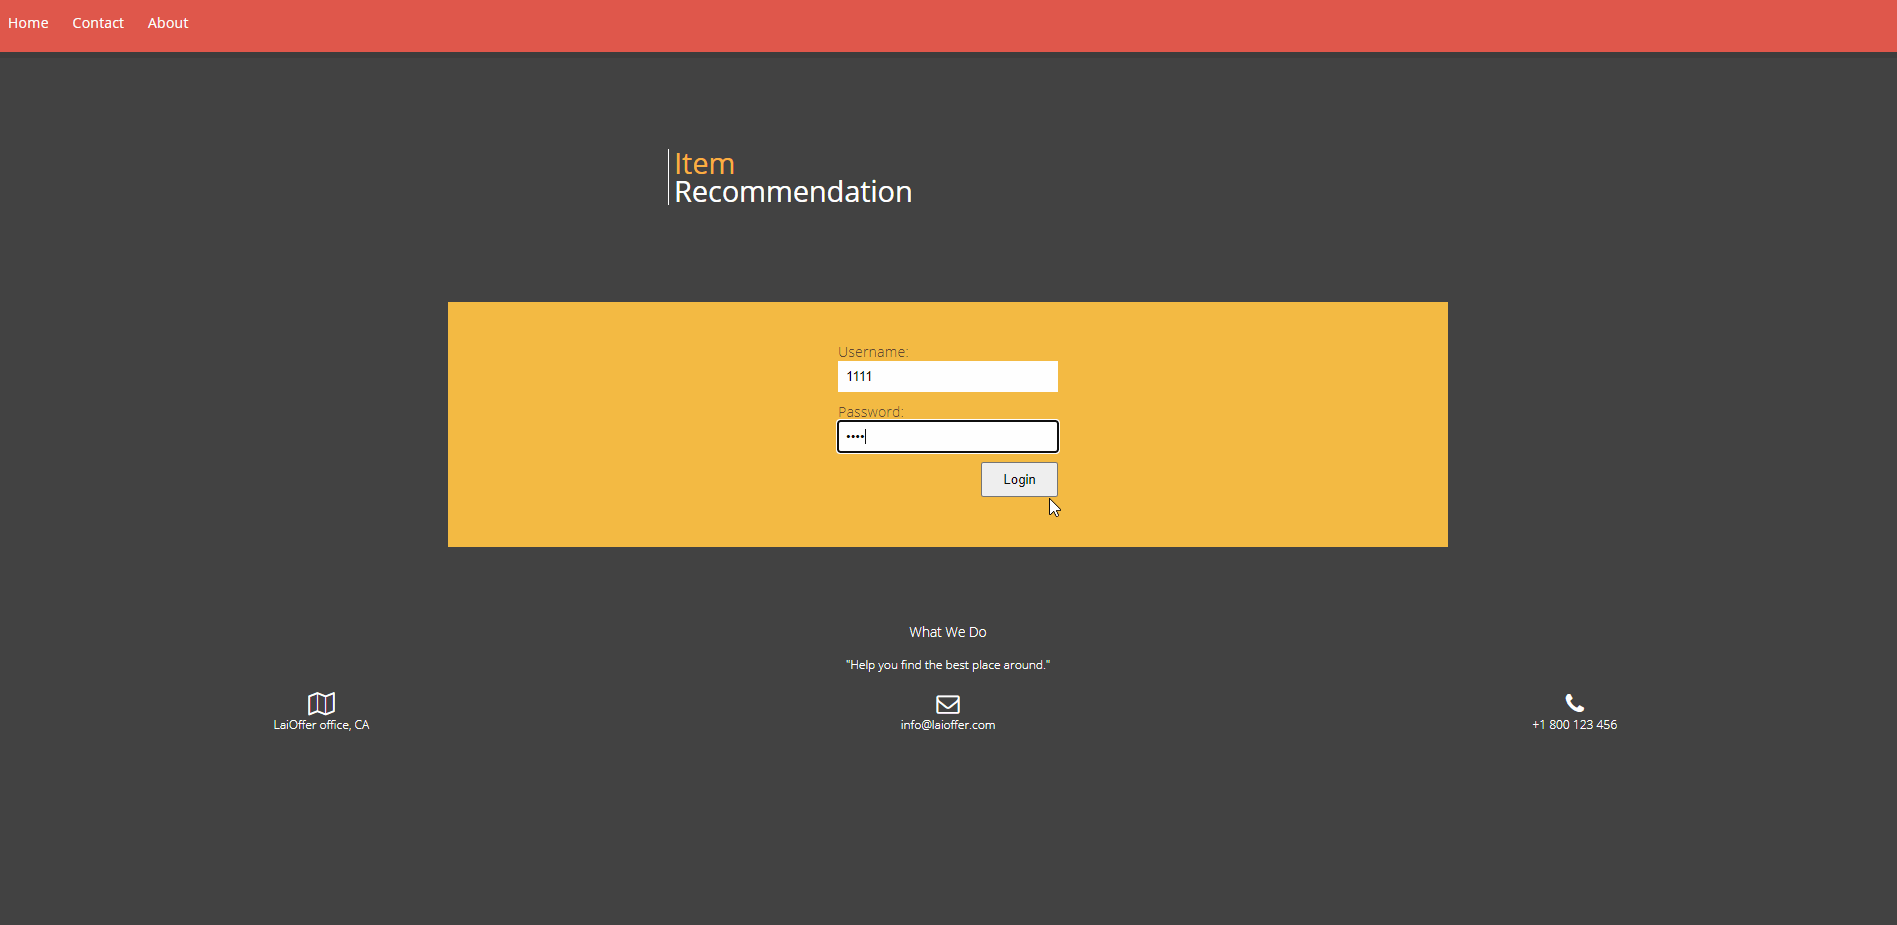 Home Contact About
Item
Recommendation
Username:
1111
Password:
••••
Login
What We Do
"Help you find the best place around."
LaiOffer office, CA
info@laioffer.com
+1 800 123 456